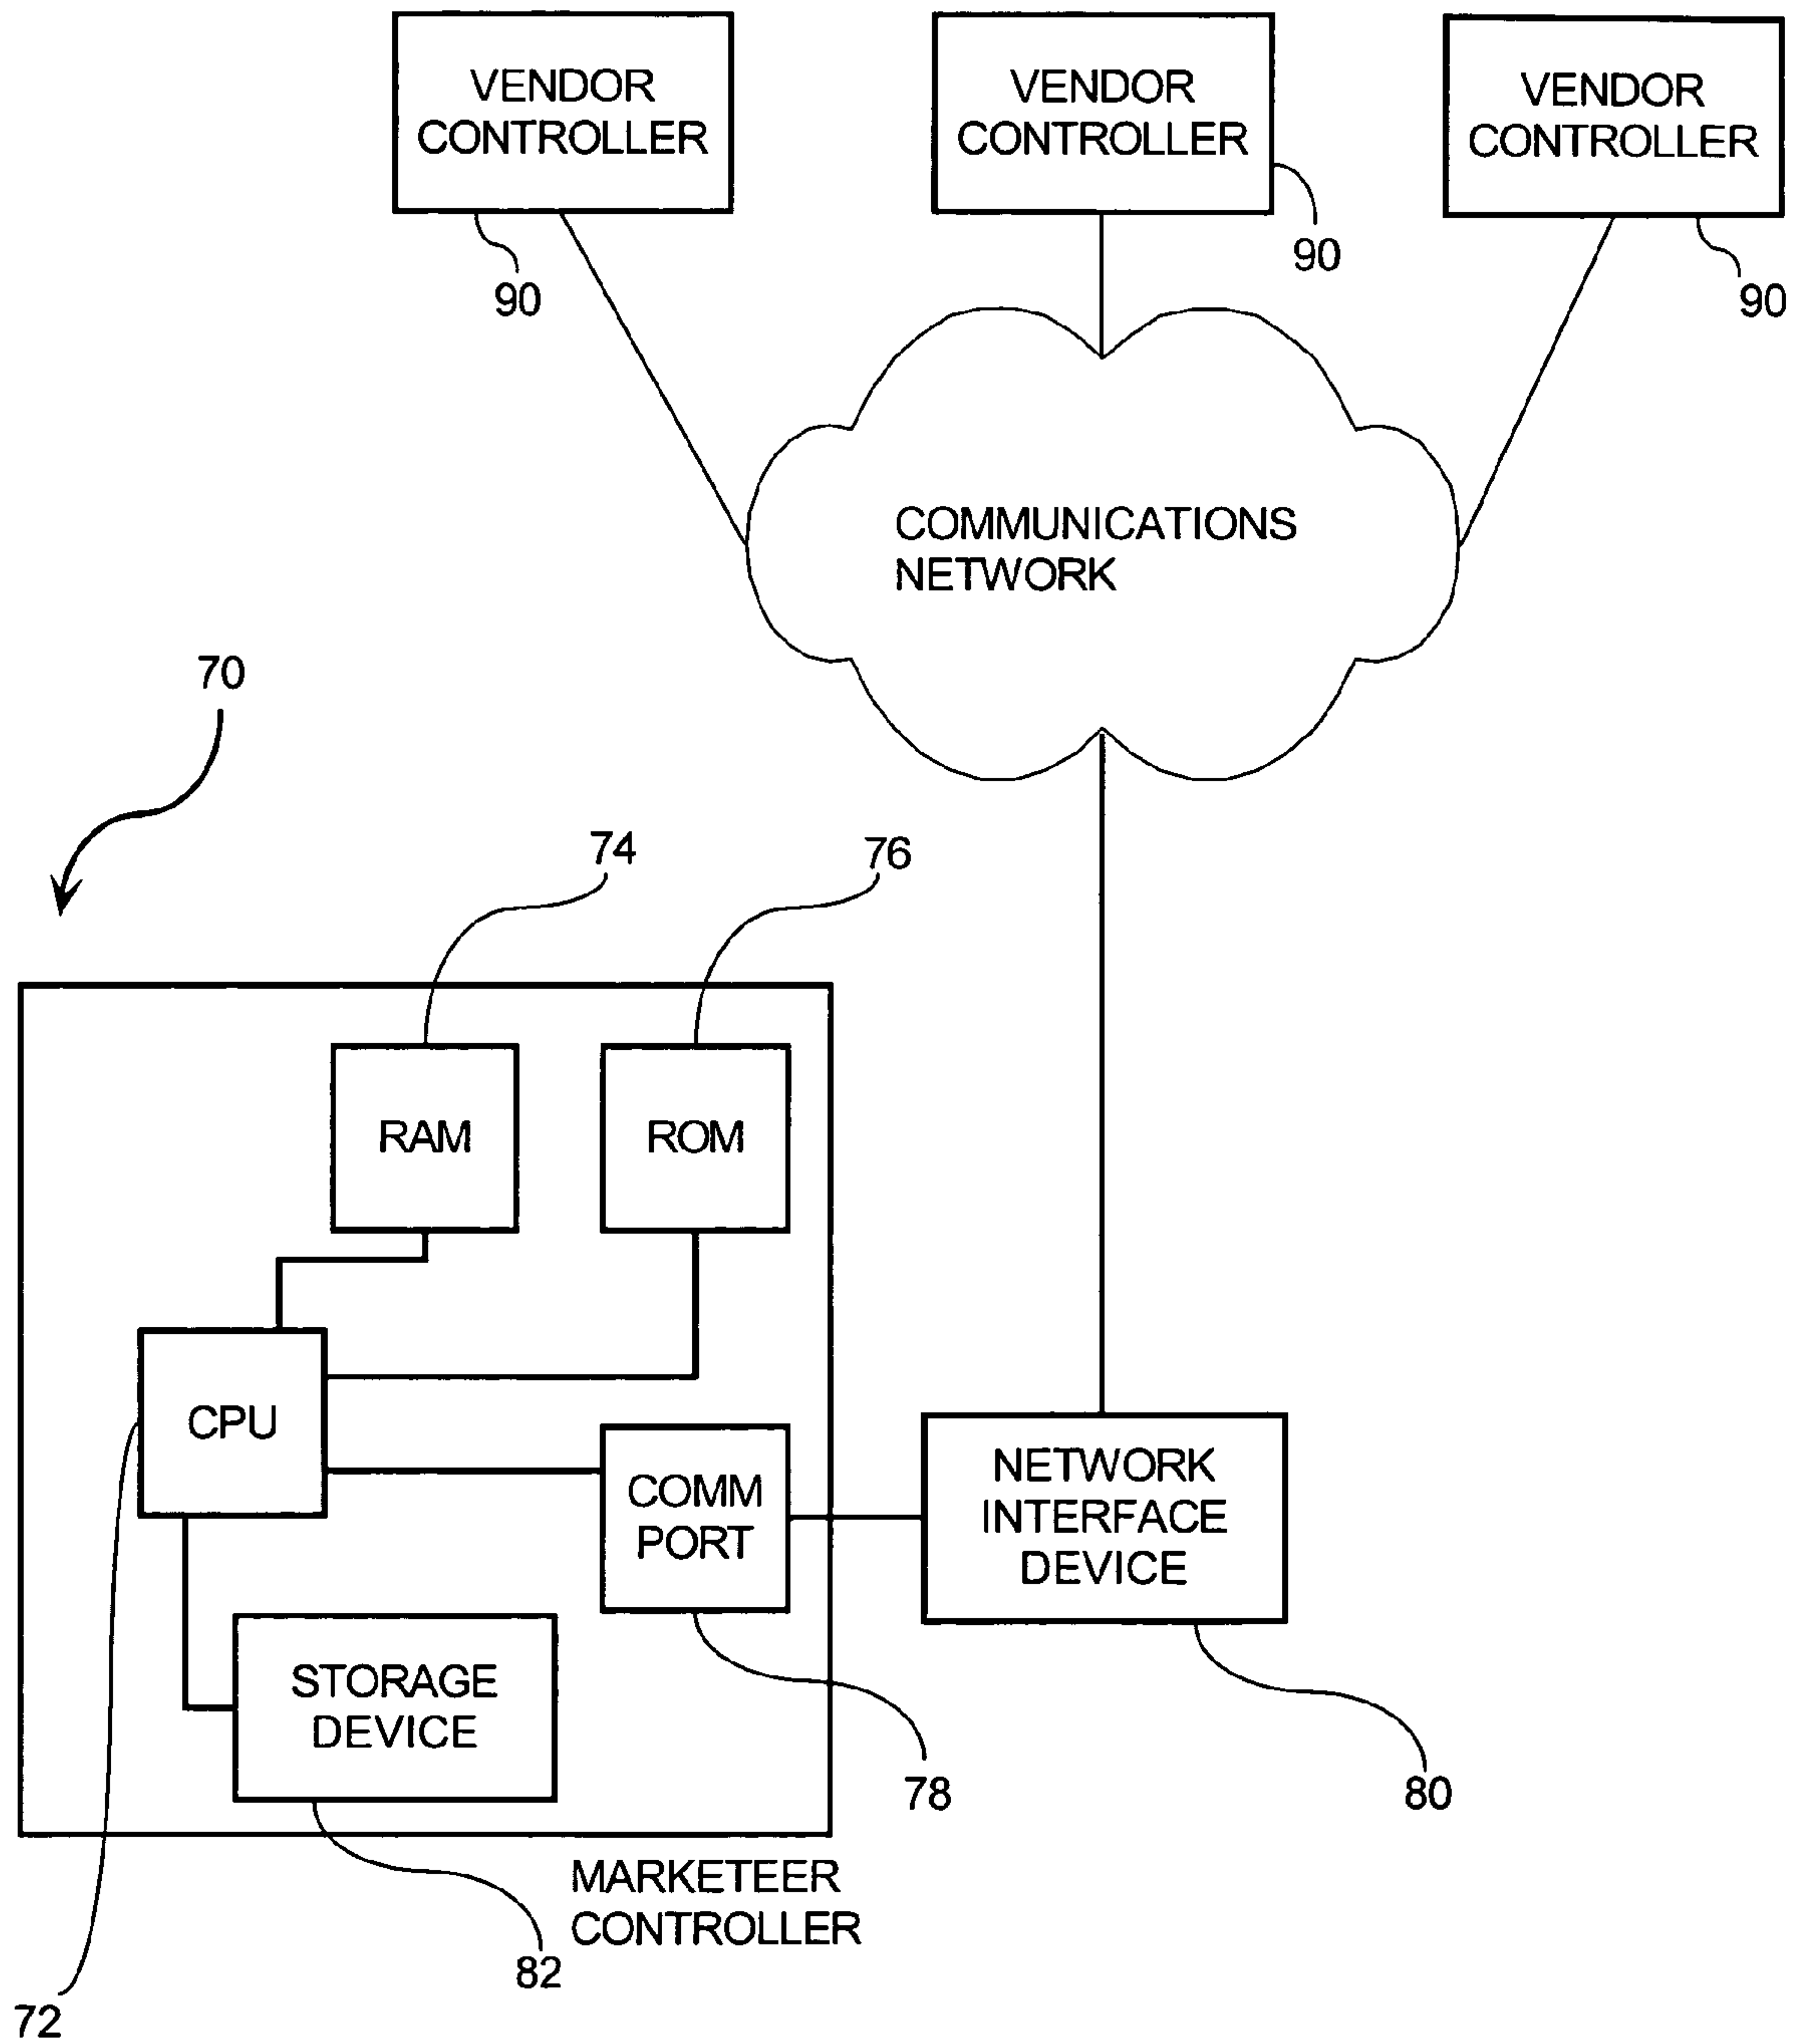 VENDOR
CONTROLLER
VENDOR
CONTROLLER
VENDOR
CONTROLLER
90
90
90
COMMUNICATIONS
NETWORK
70
74
76
RAM
ROM
CPU
COMM
PORT
NETWORK
INTERFACE
DEVICE
STORAGE
DEVICE
78
80
MARKETEER
CONTROLLER
82
72